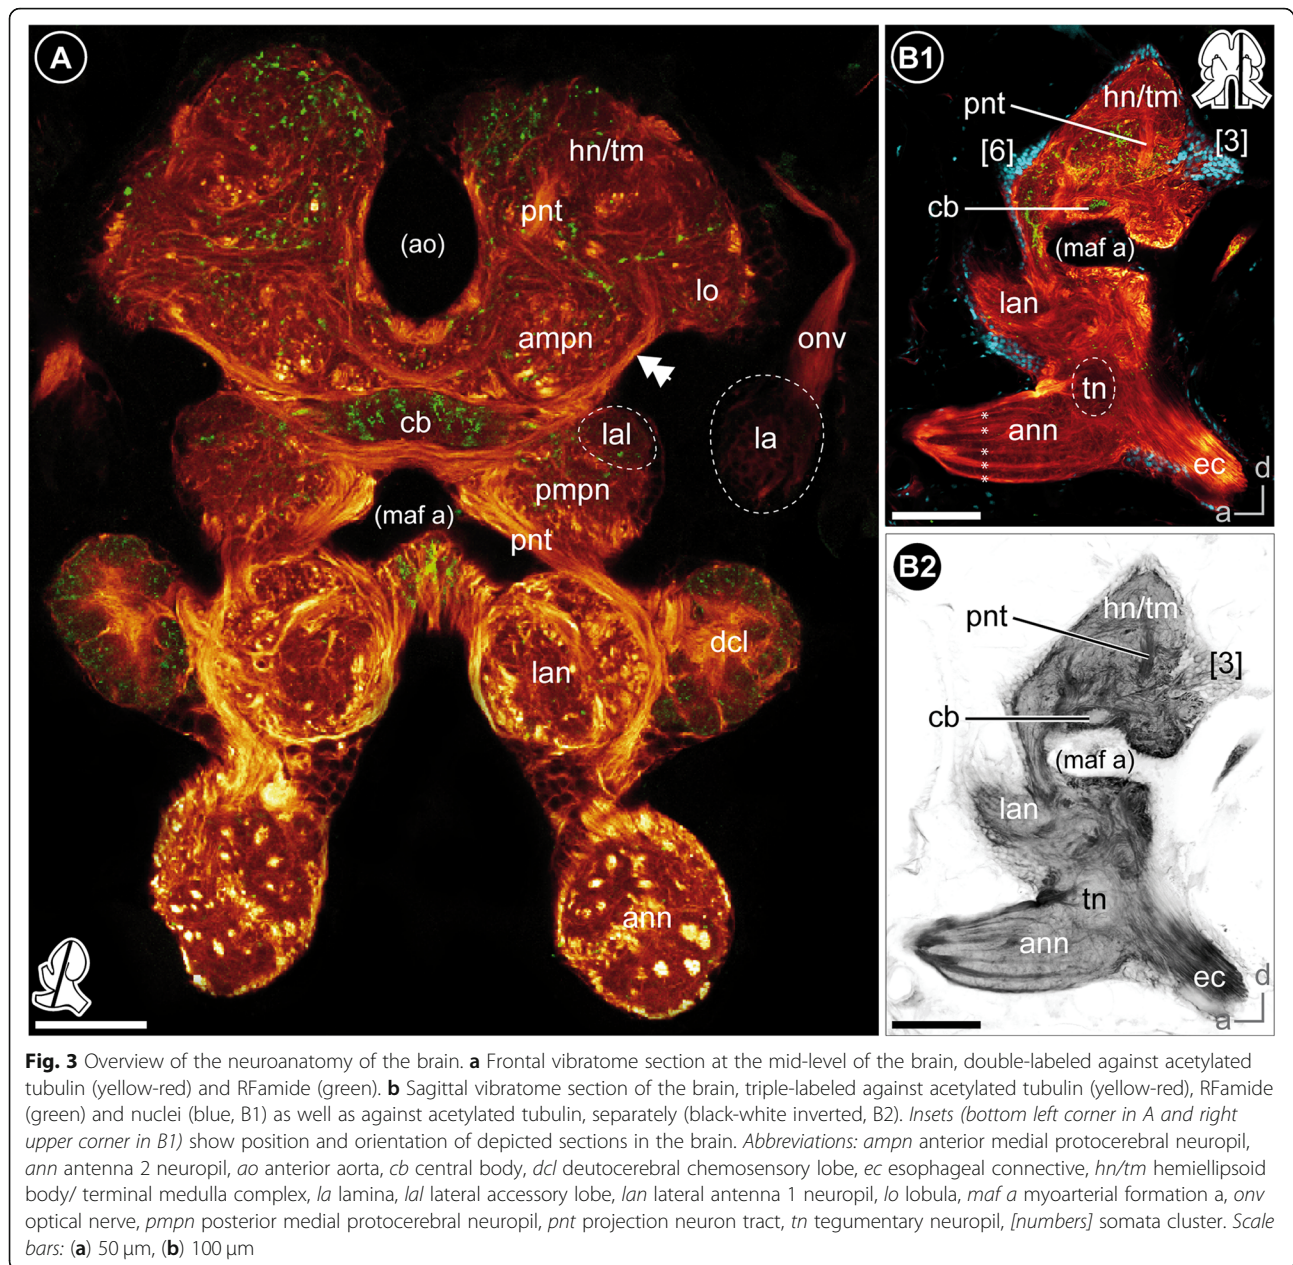 A
hn/tm
pnt
(ao)
lo
ampn
onv
cb
lal
la
pmpn
(maf a)
pnt
dcl
lan
ann
B1
hn/tm
pnt
[6]
[3]
cb
(maf a)
lan
tn
ann
* * * * * *
ec
d
a
B2
hn/tm
pnt
[3]
cb
(maf a)
lan
tn
ann
ec
d
a
Fig. 3 Overview of the neuroanatomy of the brain. a Frontal vibratome section at the mid-level of the brain, double-labeled against acetylated
tubulin (yellow-red) and RFamide (green). b Sagittal vibratome section of the brain, triple-labeled against acetylated tubulin (yellow-red), RFamide
(green) and nuclei (blue, B1) as well as against acetylated tubulin, separately (black-white inverted, B2). Insets (bottom left corner in A and right
upper corner in B1) show position and orientation of depicted sections in the brain. Abbreviations: ampn anterior medial protocerebral neuropil,
ann antenna 2 neuropil, ao anterior aorta, cb central body, dcl deutocerebral chemosensory lobe, ec esophageal connective, hn/tm hemiellipsoid
body/ terminal medulla complex, la lamina, lal lateral accessory lobe, lan lateral antenna 1 neuropil, lo lobula, maf a myoarterial formation a, onv
optical nerve, pmpn posterior medial protocerebral neuropil, pnt projection neuron tract, tn tegumentary neuropil, [numbers] somata cluster. Scale
bars: (a) 50 μm, (b) 100 μm